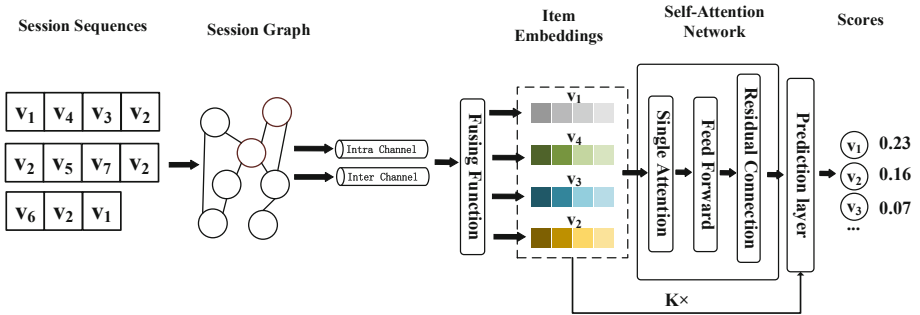 Session Sequences
Session Graph
Item
Embeddings
Self-Attention
Network
Scores
v1 v4 v3 v2
v2 v5 v7 v2
v6 v2 v1
Intra Channel
Inter Channel
Fusing Function
v1
v4
v3
v2
Single Attention
Feed Forward
Residual Connection
Prediction layer
v1 0.23
v2 0.16
v3 0.07
...
K×